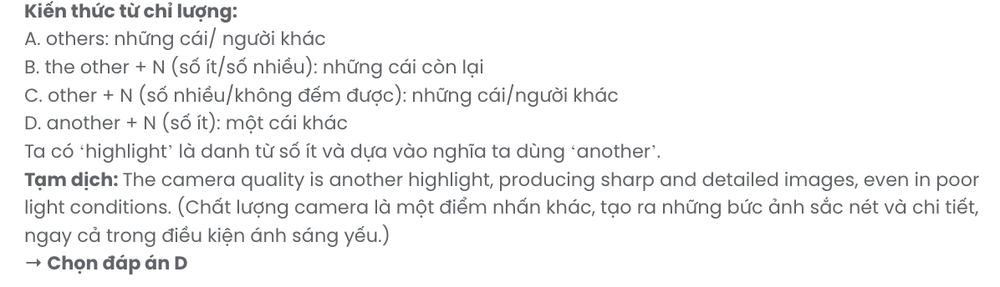 Kiến thức từ chỉ lượng:
A. others: những cái/ người khác
B. the other + N (số ít/số nhiều): những cái còn lại
C. other + N (số nhiều/không đếm được): những cái/người khác
D. another + N (số ít): một cái khác
Ta có ‘highlight’ là danh từ số ít và dựa vào nghĩa ta dùng ‘another’.
Tạm dịch: The camera quality is another highlight, producing sharp and detailed images, even in poor
light conditions. (Chất lượng camera là một điểm nhấn khác, tạo ra những bức ảnh sắc nét và chi tiết,
ngay cả trong điều kiện ánh sáng yếu.)
→ Chọn đáp án D